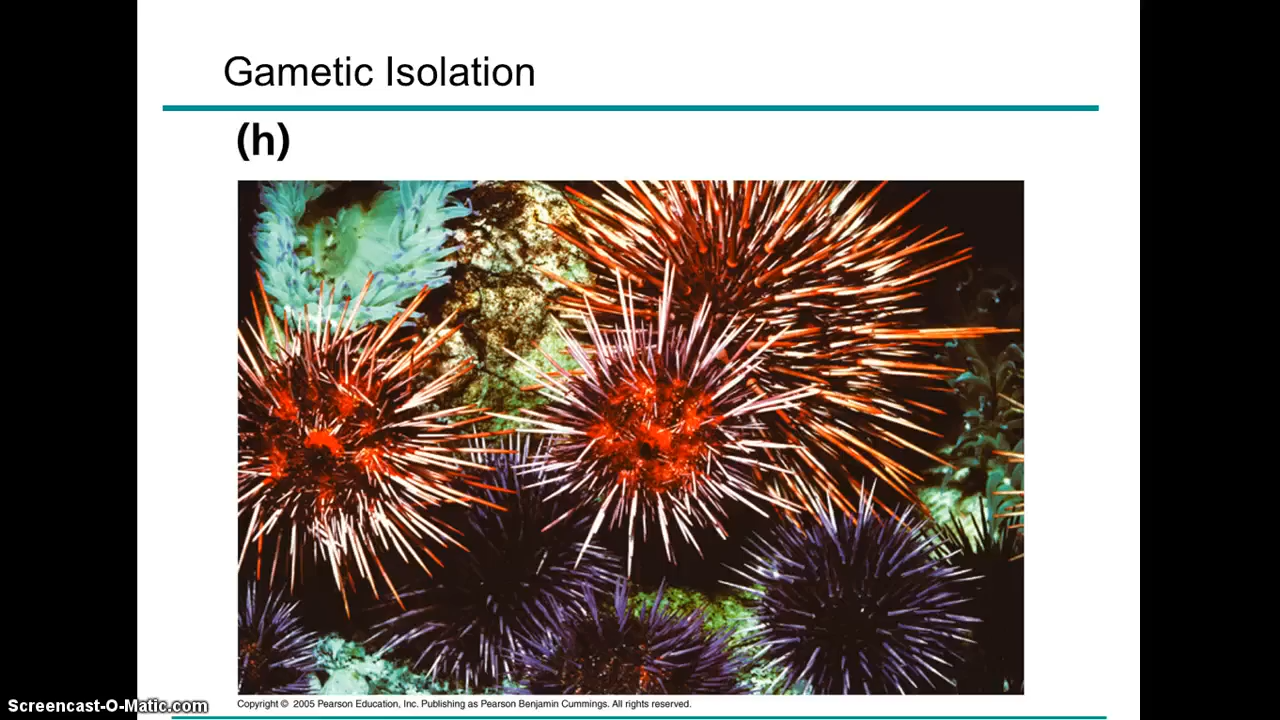 Gametic Isolation
(h)
Copyright © 2005 Pearson Education, Inc. Publishing as Pearson Benjamin Cummings. All rights reserved.
Screencast-O-Matic.com